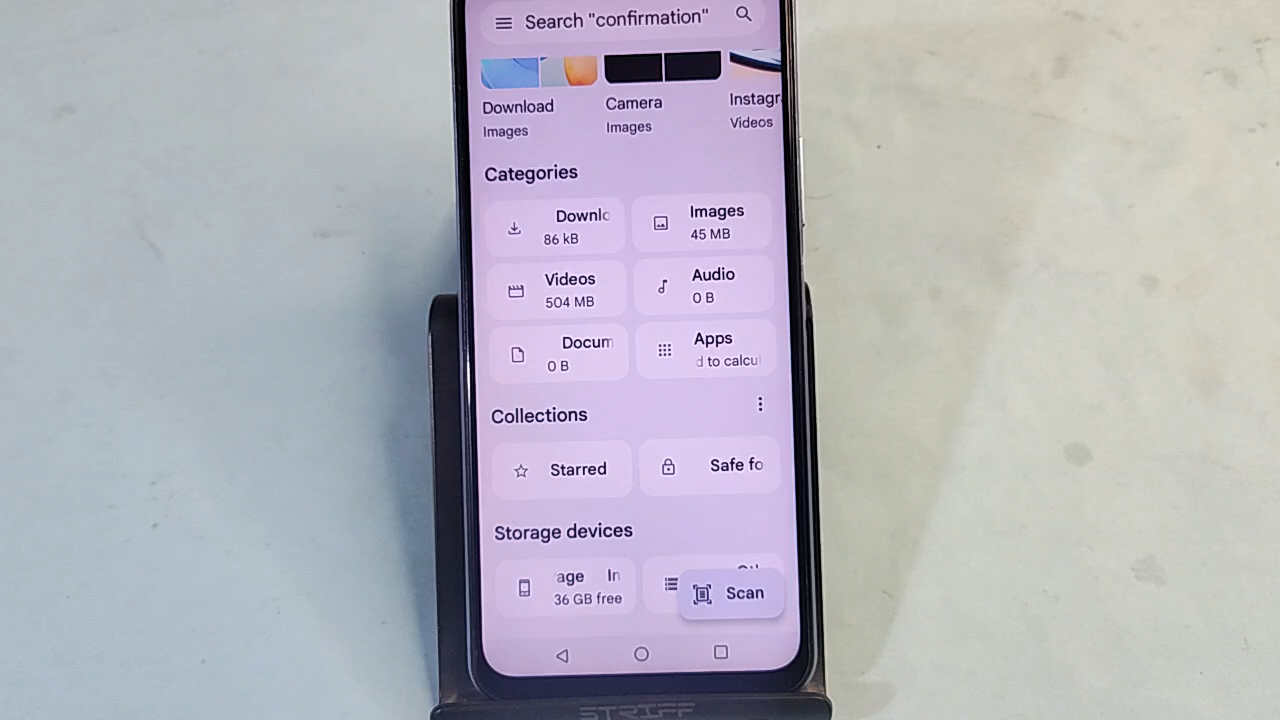 Search "confirmation"
Download
Images
Camera
Images
Instagr
Videos
Categories
Downlo
86 kB
Images
45 MB
Videos
504 MB
Audio
0 B
Docum
0 B
Apps
d to calcul
Collections
Starred
Safe fo
Storage devices
age In
36 GB free
Scan
STRIFF